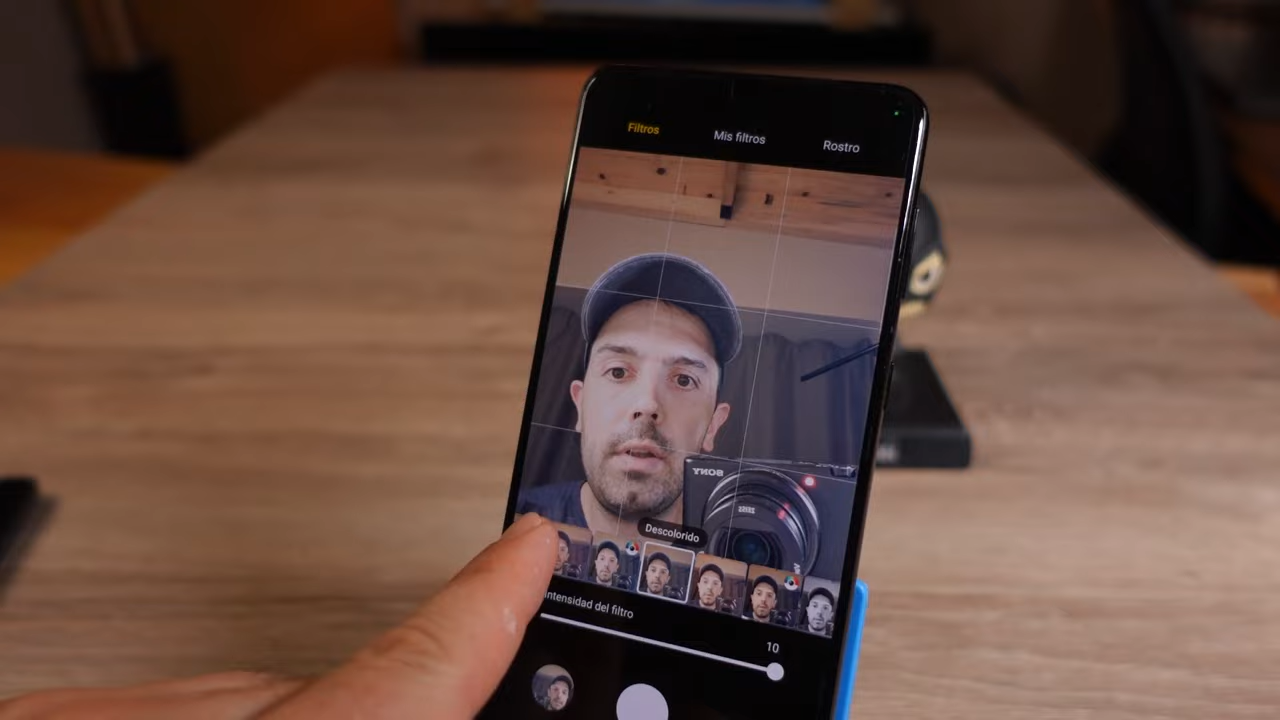 Filtros
Mis filtros
Rostro
SONY
Descolorido
Intensidad del filtro
10